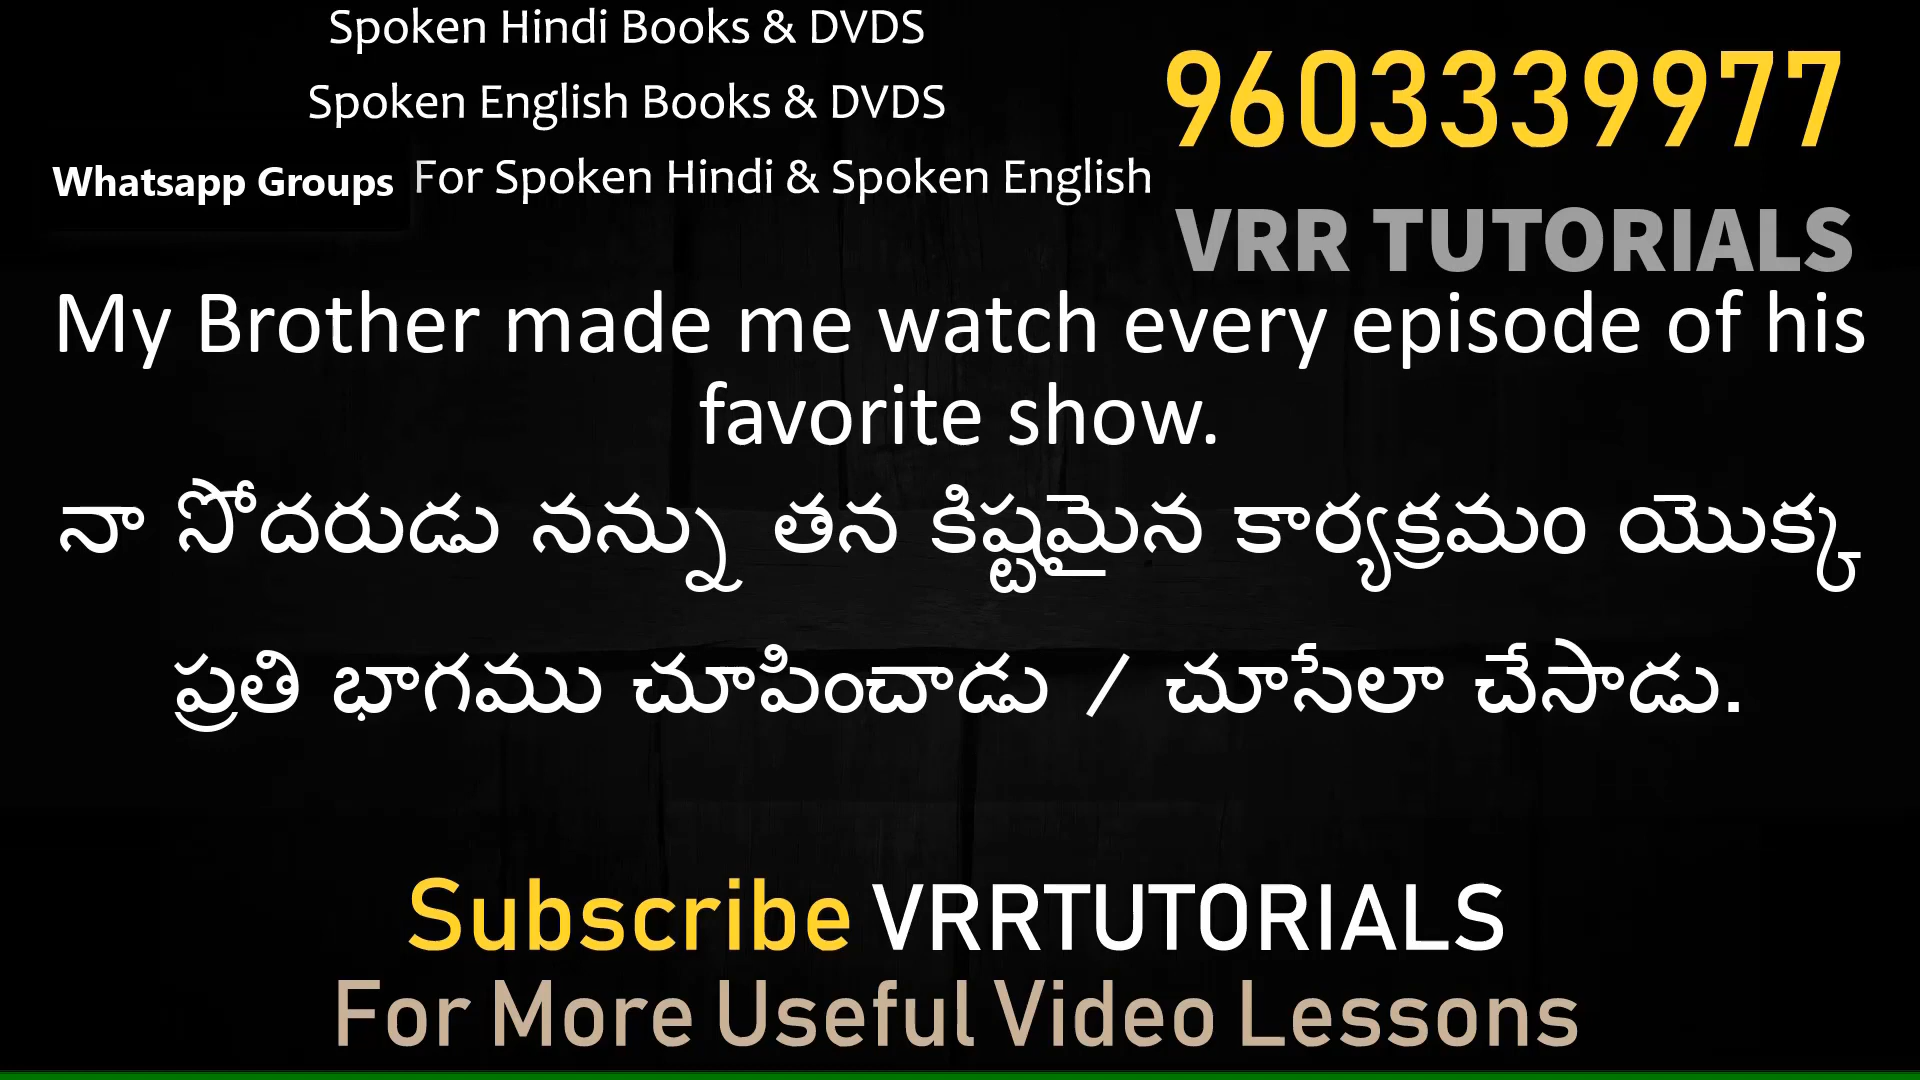 Spoken Hindi Books & DVDS
Spoken English Books & DVDS
Whatsapp Groups For Spoken Hindi & Spoken English
9603339977
VRR TUTORIALS
My Brother made me watch every episode of his
favorite show.
నా సోదరుడు నన్ను తన కిష్టమైన కార్యక్రమం యొక్క
ప్రతి భాగము చూపించాడు / చూసేలా చేసాడు.
Subscribe VRRTUTORIALS
For More Useful Video Lessons